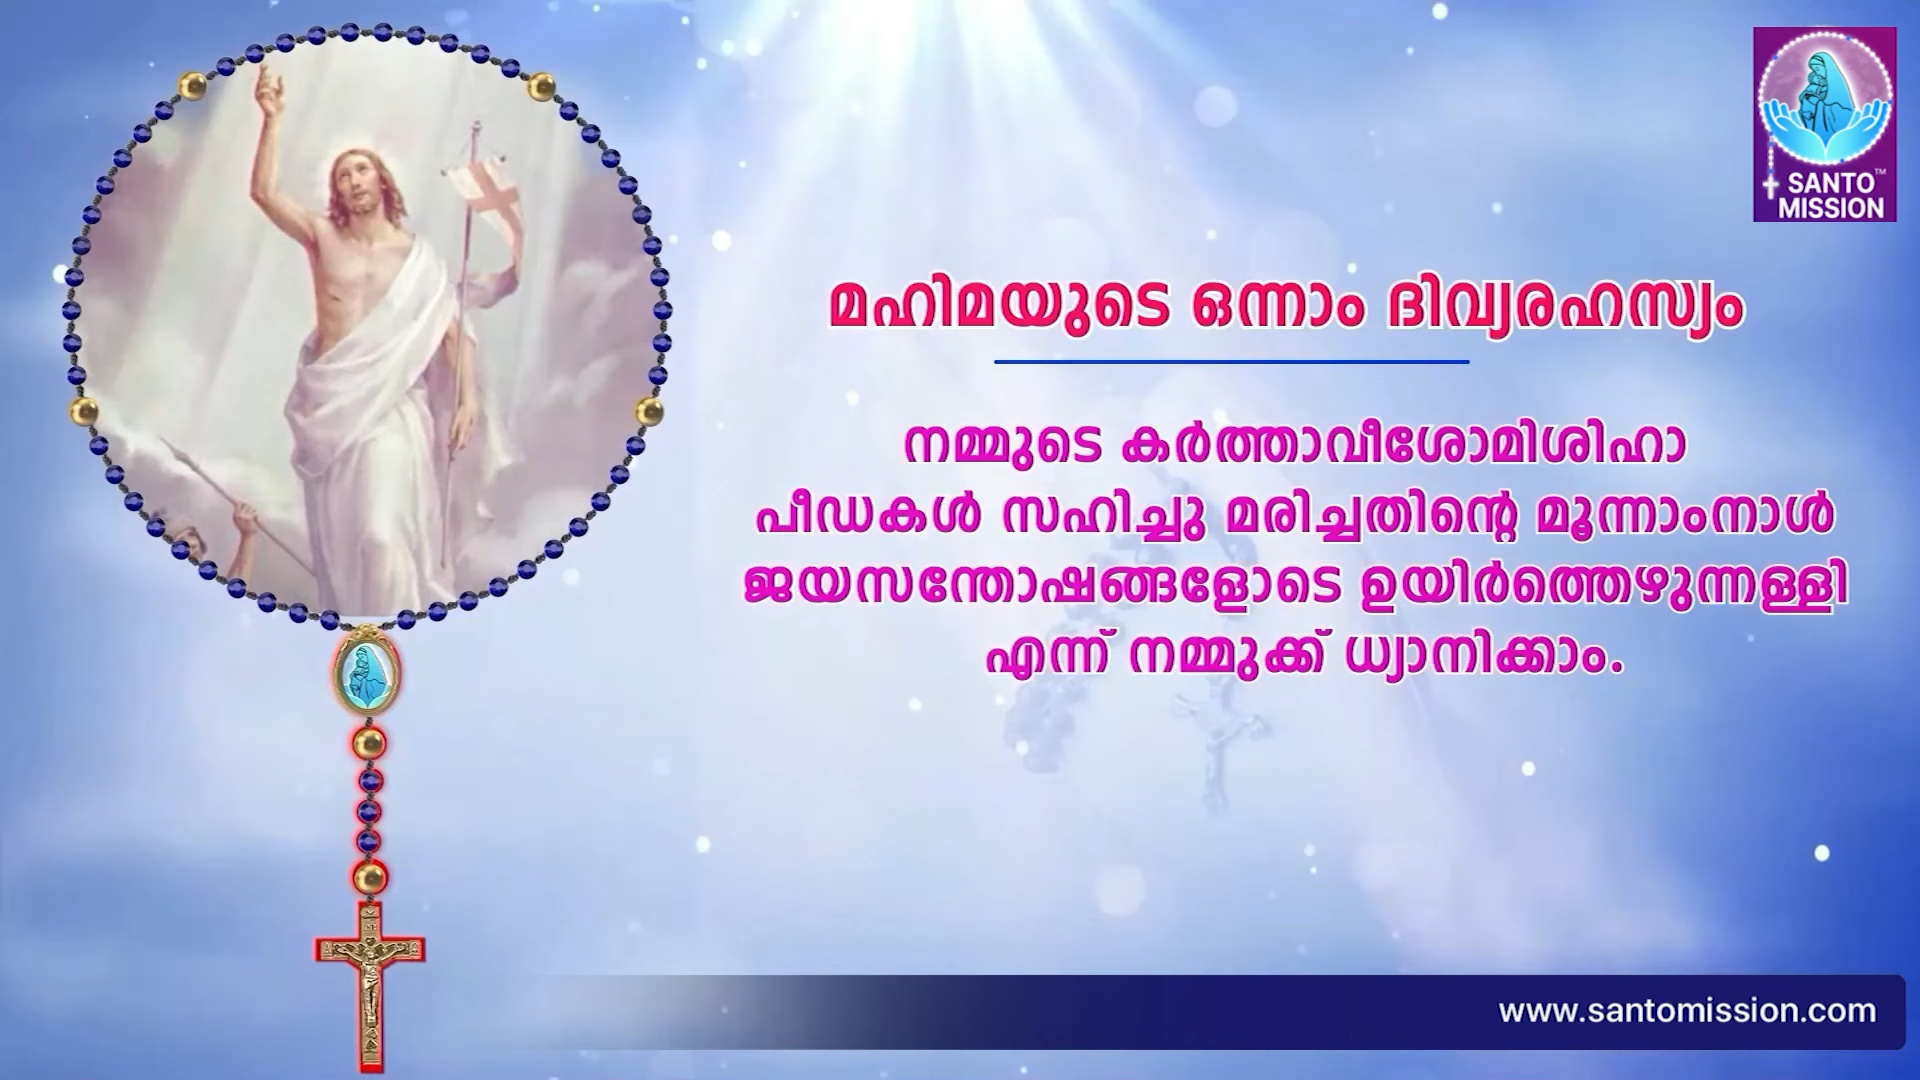 SANTO™
MISSION
മഹിമയുടെ ഒന്നാം ദിവ്യരഹസ്യം
നമ്മുടെ കർത്താവീശോമിശിഹാ
പീഡകൾ സഹിച്ചു മരിച്ചതിന്റെ മൂന്നാംനാൾ
ജയസന്തോഷങ്ങളോടെ ഉയിർത്തെഴുന്നള്ളി
എന്ന് നമ്മുക്ക് ധ്യാനിക്കാം.
www.santomission.com